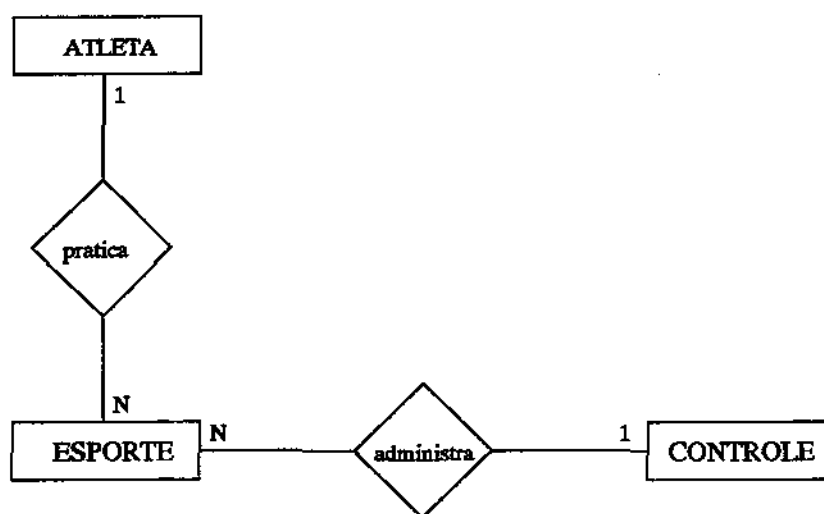 ATLETA
1
pratica
N
ESPORTE
N
administra
1
CONTROLE